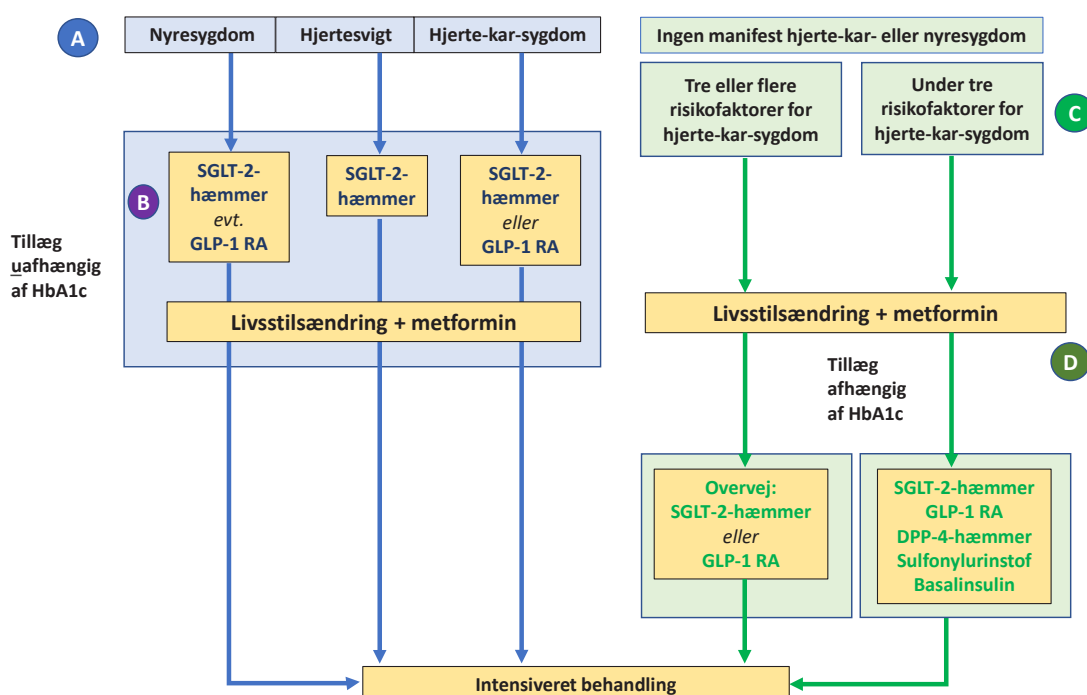 A
Nyresygdom
Hjertesvigt
Hjerte-kar-sygdom
B
SGLT-2-
hæmmer
evt.
GLP-1 RA
SGLT-2-
hæmmer
SGLT-2-
hæmmer
eller
GLP-1 RA
Tillæg
uafhængig
af HbA1c
Livsstilsændring + metformin
Ingen manifest hjerte-kar- eller nyresygdom
Tre eller flere
risikofaktorer for
hjerte-kar-sygdom
Under tre
risikofaktorer for
hjerte-kar-sygdom
C
Livsstilsændring + metformin
D
Tillæg
afhængig
af HbA1c
Overvej:
SGLT-2-hæmmer
eller
GLP-1 RA
SGLT-2-hæmmer
GLP-1 RA
DPP-4-hæmmer
Sulfonylurinstof
Basalinsulin
Intensiveret behandling